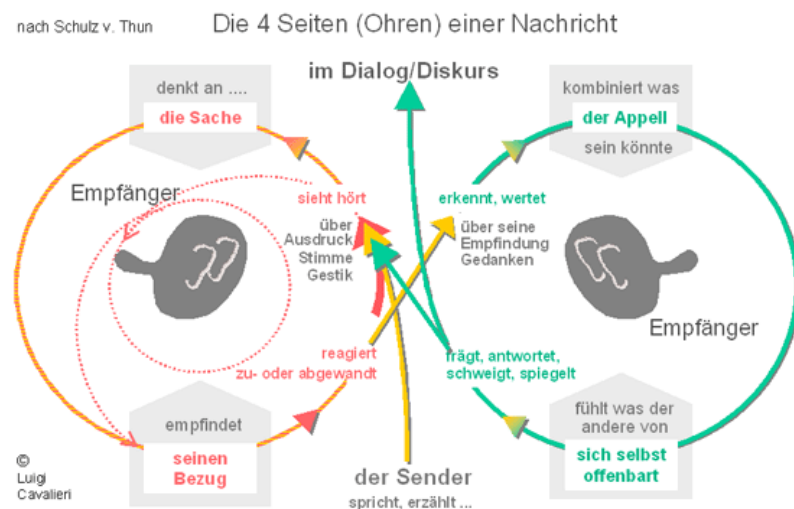 nach Schulz v. Thun
Die 4 Seiten (Ohren) einer Nachricht
im Dialog/Diskurs
denkt an ....
die Sache
kombiniert was
der Appell
sein könnte
Empfänger
sieht hört
über
Ausdruck
Stimme
Gestik
erkennt, wertet
über seine
Empfindung
Gedanken
Empfänger
reagiert
zu- oder abgewandt
frägt, antwortet,
schweigt, spiegelt
empfindet
seinen
Bezug
fühlt was der
andere von
sich selbst
offenbart
der Sender
spricht, erzählt ...
©
Luigi
Cavalieri